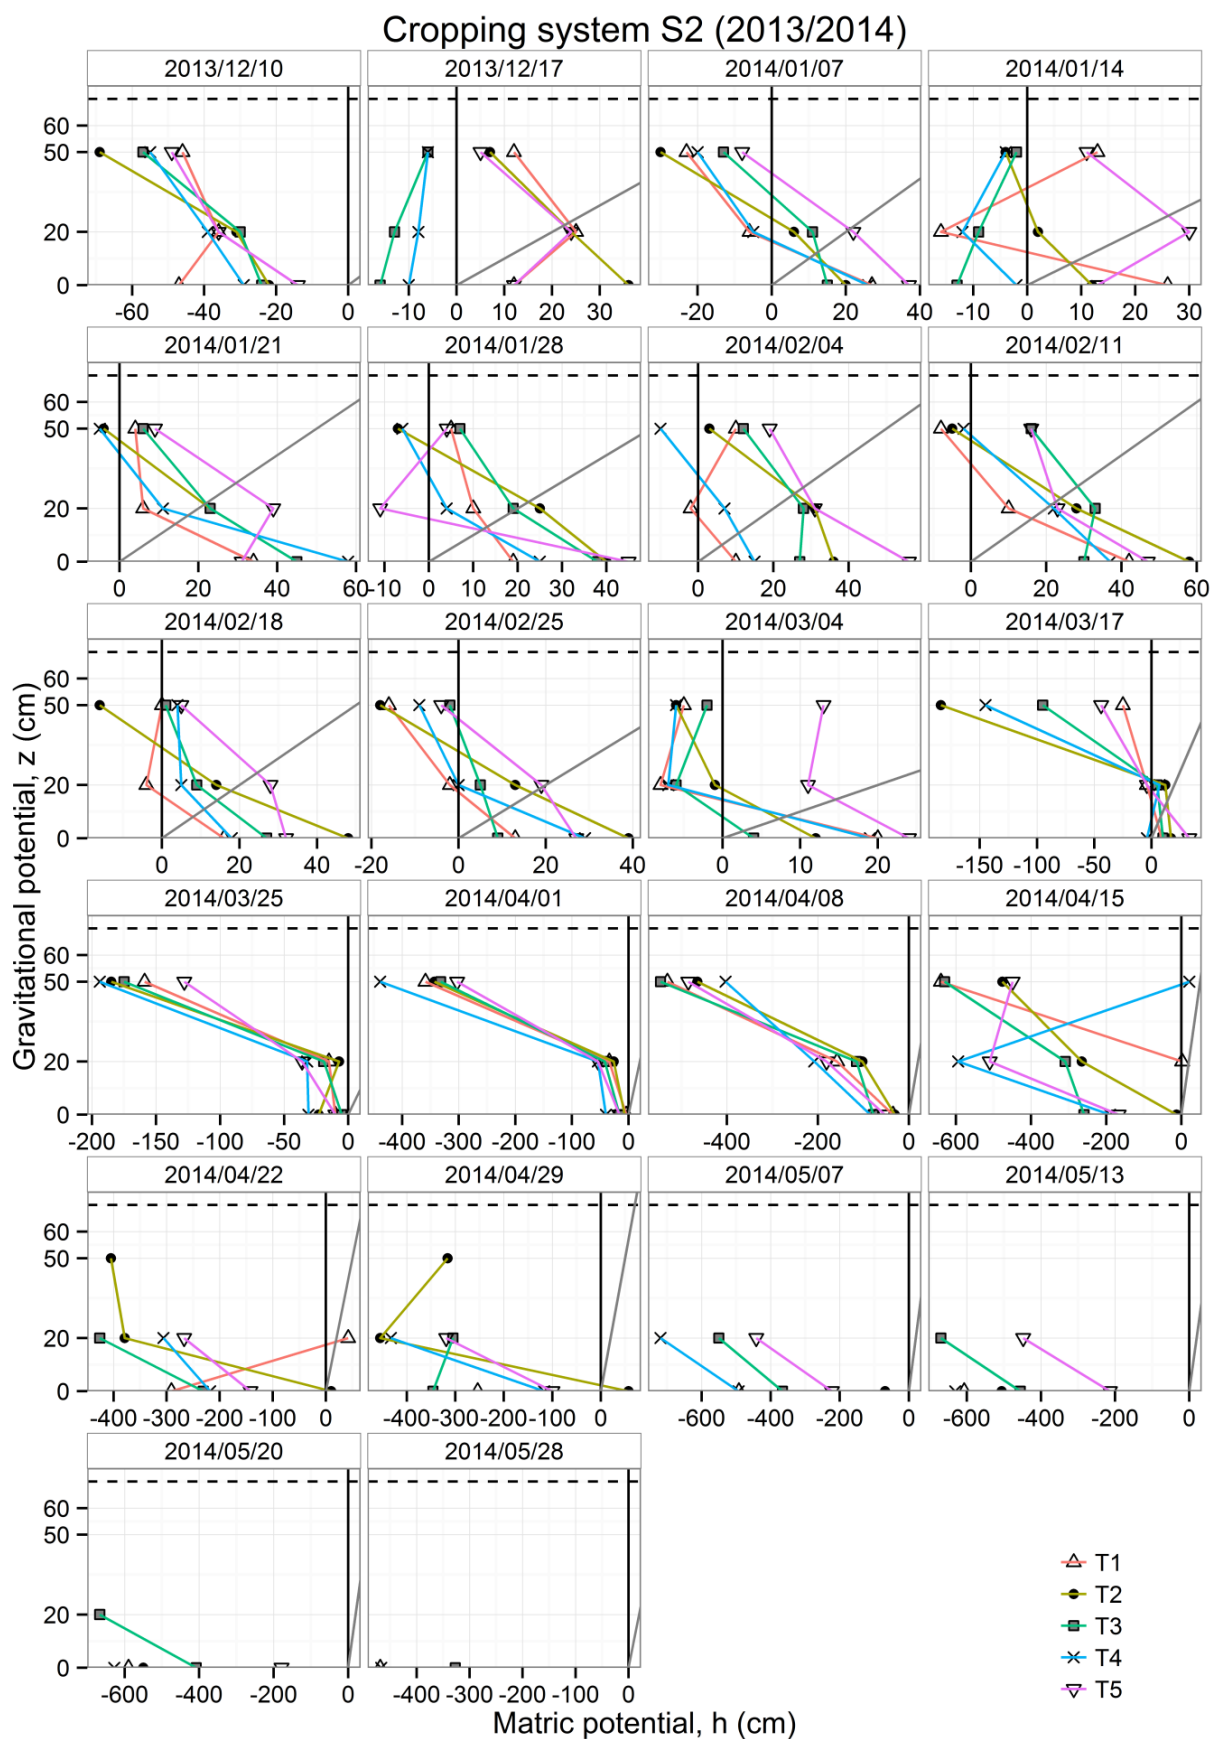 Cropping system S2 (2013/2014)
2013/12/10 2013/12/17 2014/01/07 2014/01/14
60
50
20
0
-60 -40 -20 0 -10 0 10 20 30 -20 0 20 40 -10 0 10 20 30
2014/01/21 2014/01/28 2014/02/04 2014/02/11
60
50
20
0
0 20 40 60 -10 0 10 20 30 40 0 20 40 0 20 40 60
2014/02/18 2014/02/25 2014/03/04 2014/03/17
60
50
20
0
0 20 40 -20 0 20 40 0 10 20 -150 -100 -50 0
Gravitational potential, z (cm)
2014/03/25 2014/04/01 2014/04/08 2014/04/15
60
50
20
0
-200 -150 -100 -50 0 -400 -300 -200 -100 0 -400 -200 0 -600 -400 -200 0
2014/04/22 2014/04/29 2014/05/07 2014/05/13
60
50
20
0
-400 -300 -200 -100 0 -400 -300 -200 -100 0 -600 -400 -200 0 -600 -400 -200 0
2014/05/20 2014/05/28
60
50
20
0
-600 -400 -200 0 -400 -300 -200 -100 0
T1
T2
T3
T4
T5
Matric potential, h (cm)